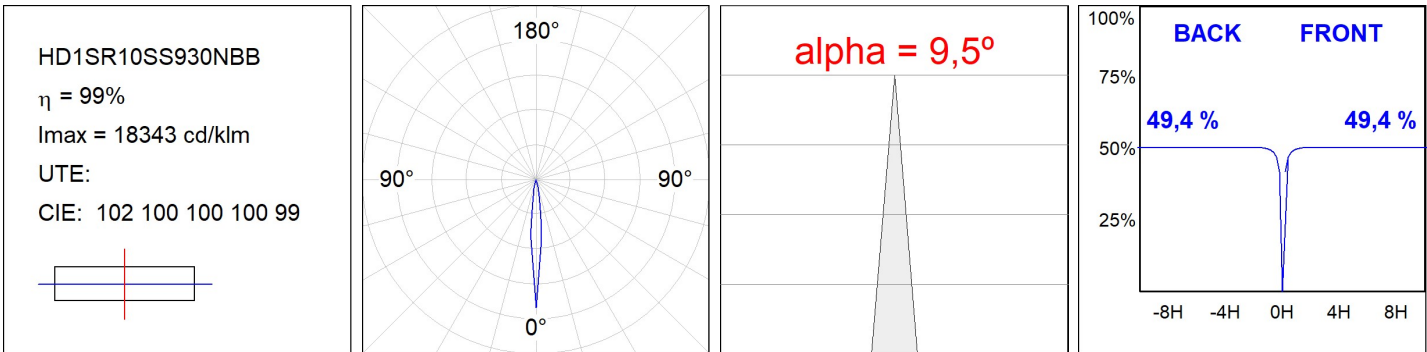 HD1SR10SS930NBB
η = 99%
Imax = 18343 cd/klm
UTE:
CIE: 102 100 100 100 99
180°
90°
90°
0°
alpha = 9,5º
100%
BACK FRONT
75%
49,4 % 49,4 %
50%
25%
-8H -4H 0H 4H 8H